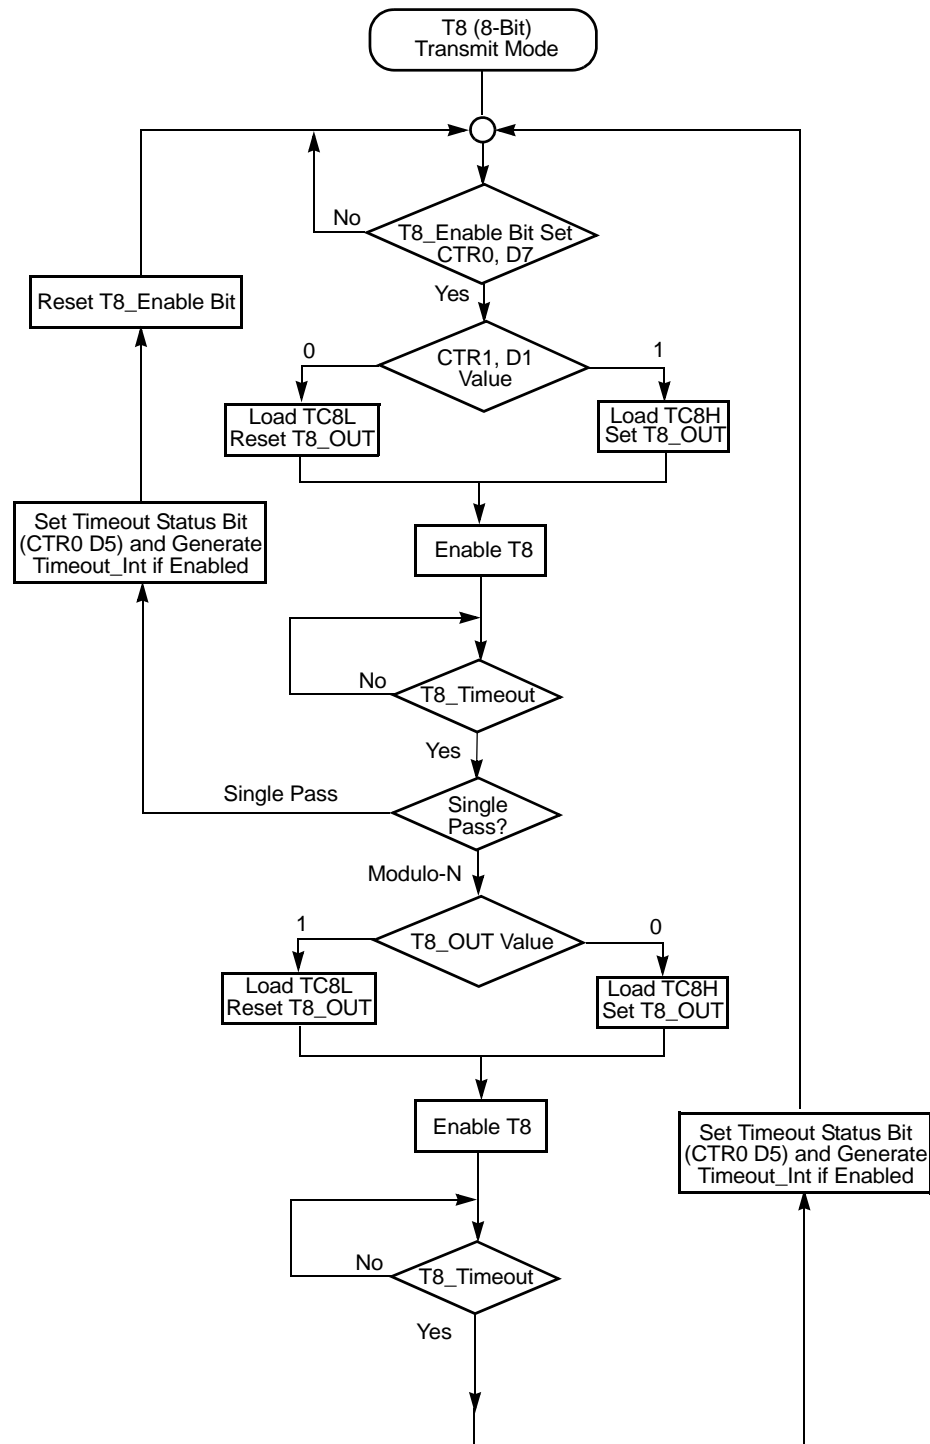 T8 (8-Bit)
Transmit Mode
No
T8_Enable Bit Set
CTR0, D7
Yes
Reset T8_Enable Bit
0
CTR1, D1
Value
1
Load TC8L
Reset T8_OUT
Load TC8H
Set T8_OUT
Set Timeout Status Bit
(CTR0 D5) and Generate
Timeout_Int if Enabled
Enable T8
No
T8_Timeout
Yes
Single Pass
Single
Pass?
Modulo-N
1
T8_OUT Value
0
Load TC8L
Reset T8_OUT
Load TC8H
Set T8_OUT
Enable T8
Set Timeout Status Bit
(CTR0 D5) and Generate
Timeout_Int if Enabled
No
T8_Timeout
Yes